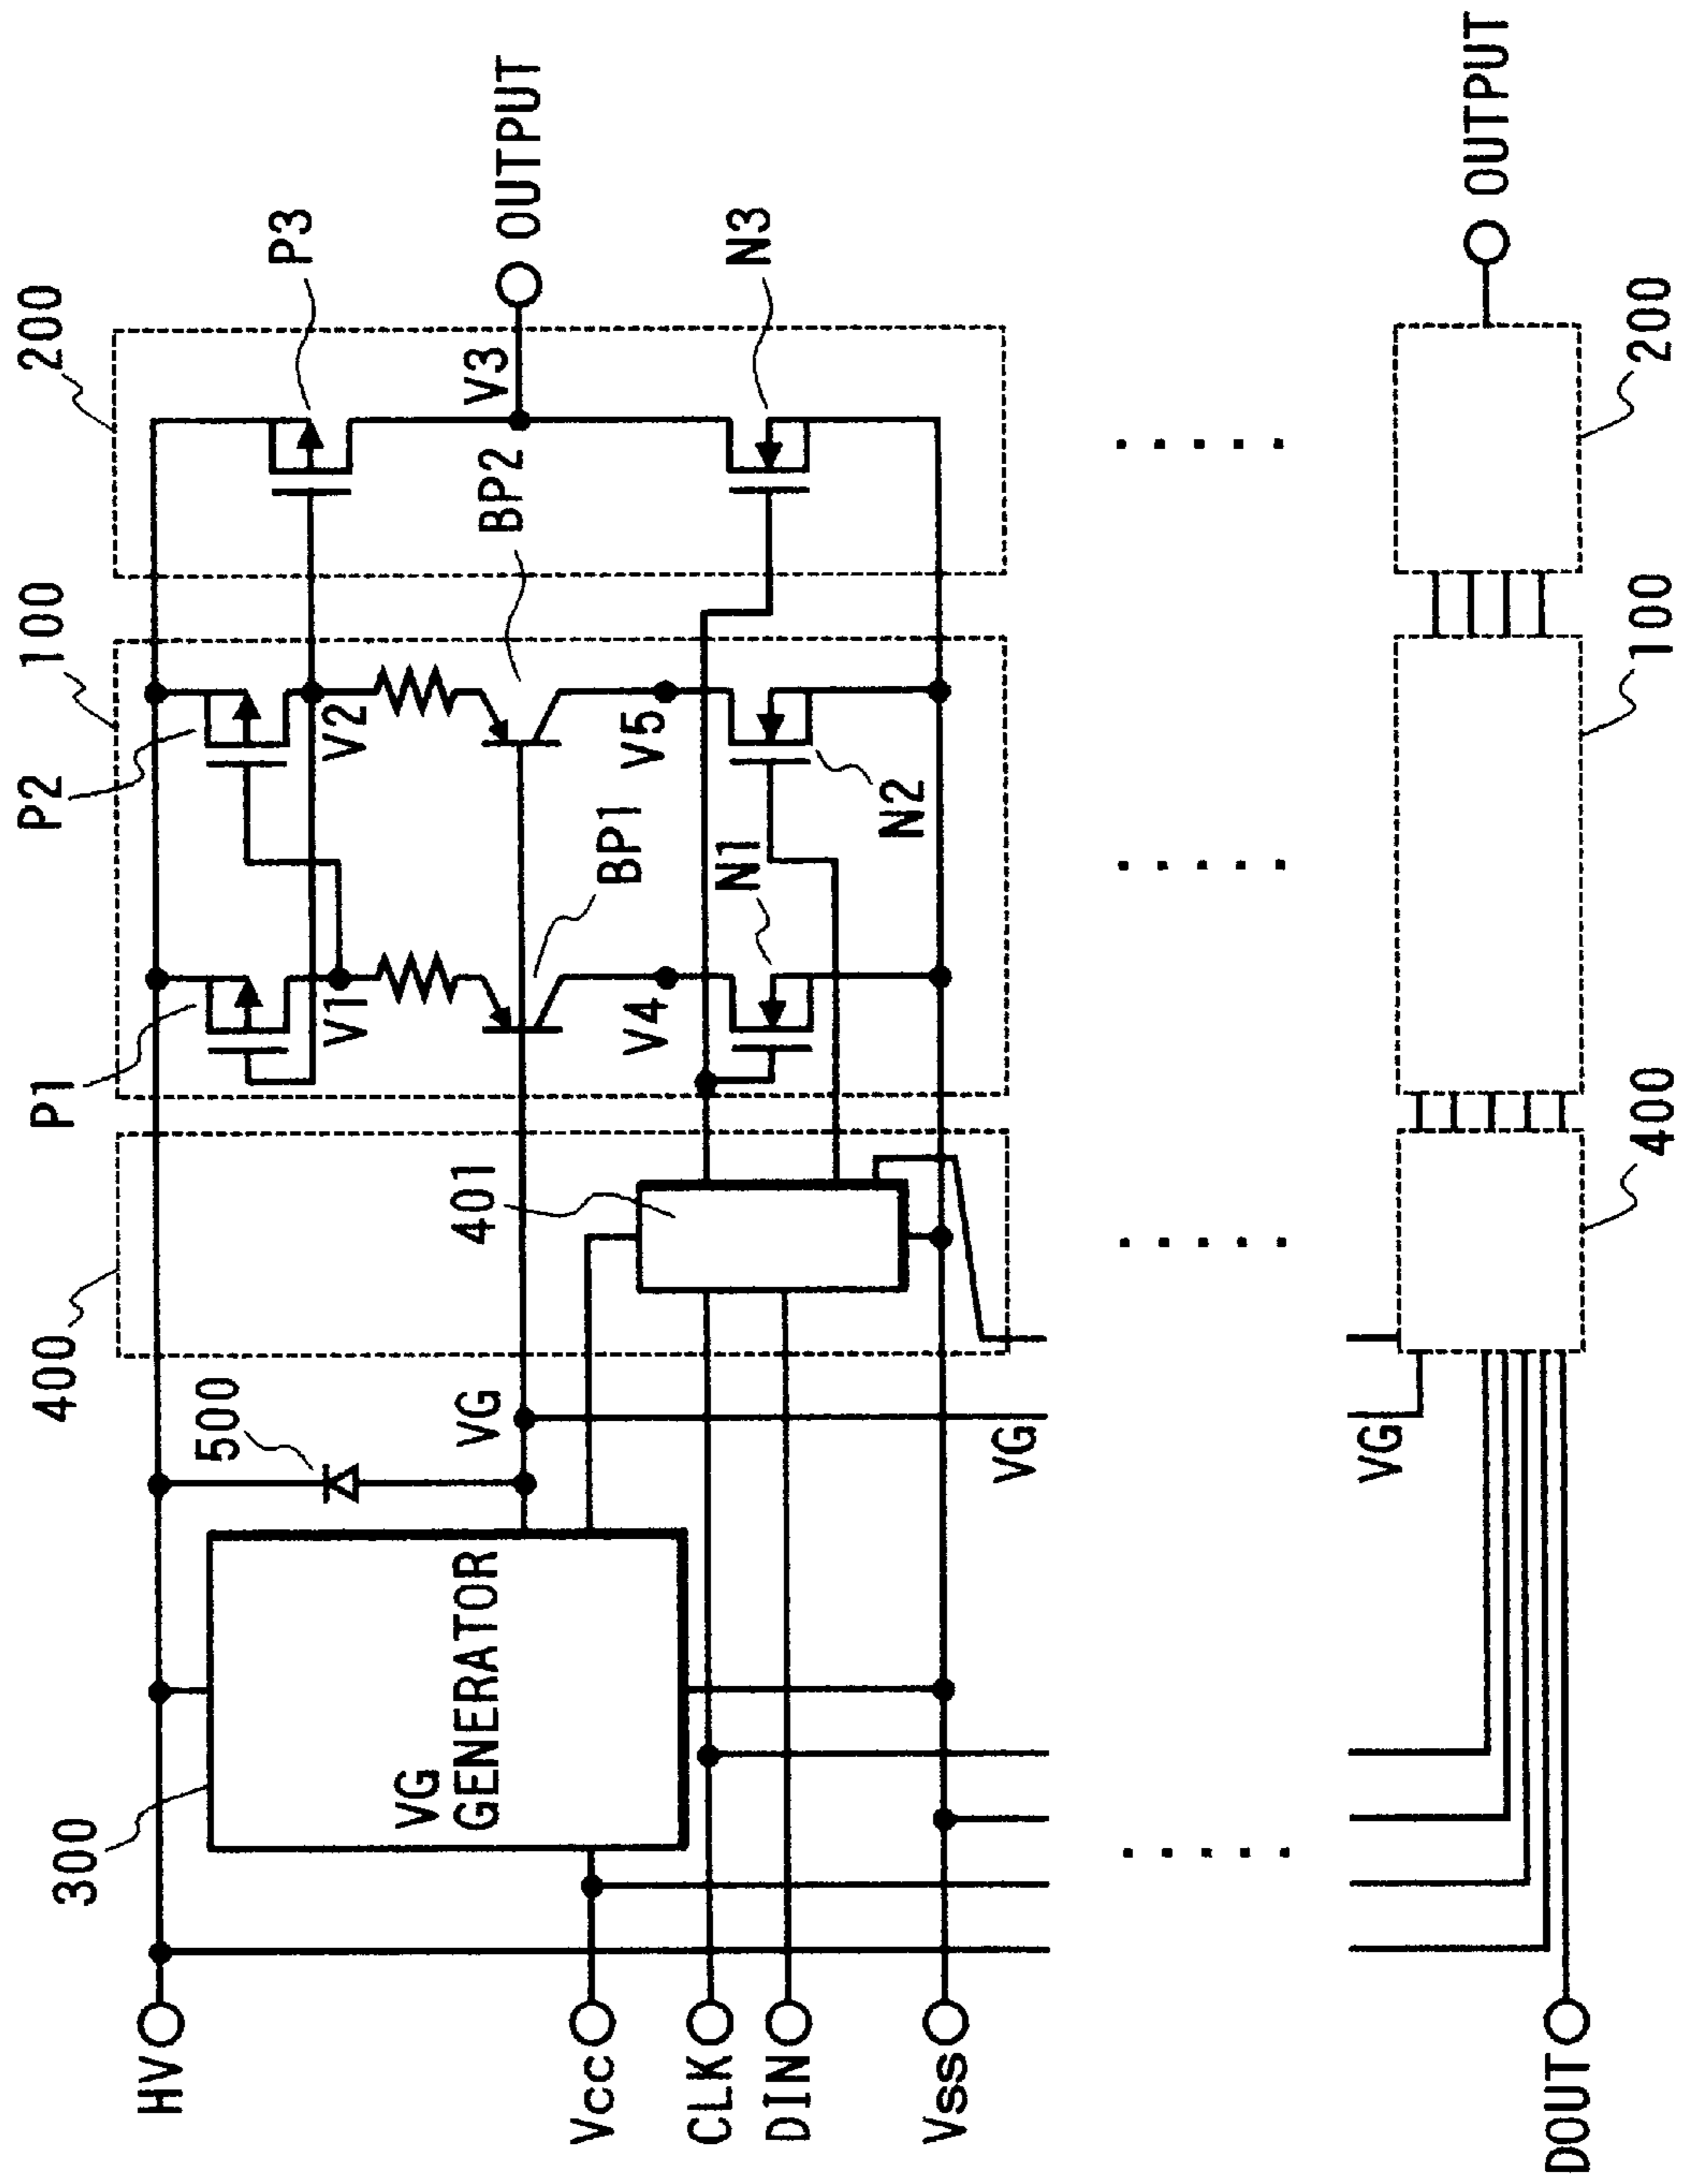 HV
Vcc
CLK
DIN
Vss
DOUT
300
VG
GENERATOR
500
VG
VG
VG
400
401
100
P1
V1
P2
V2
BP1
BP2
V4
V5
N1
N2
200
P3
V3
N3
OUTPUT
400
100
200
OUTPUT